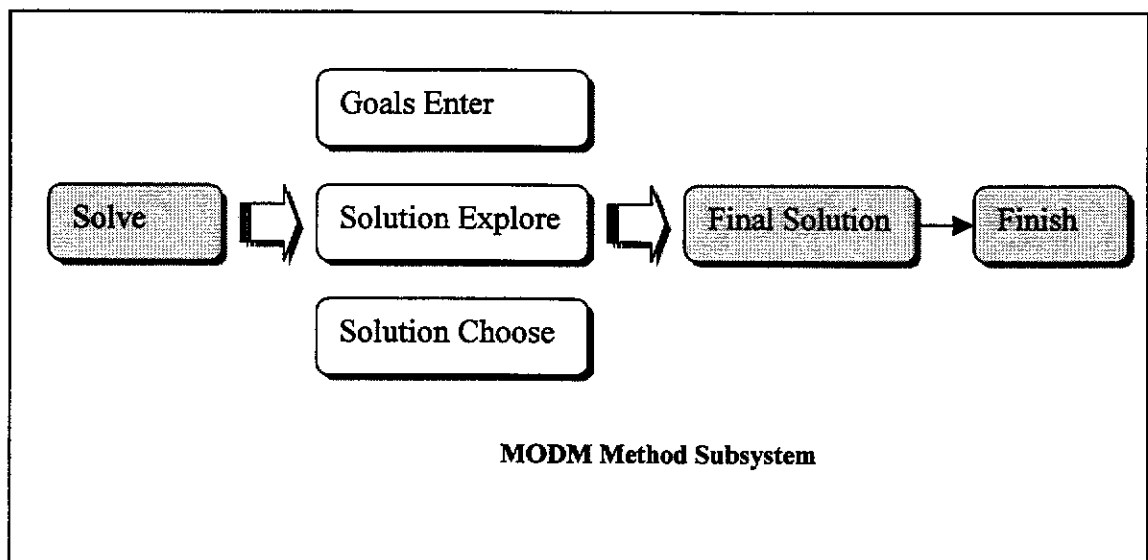 Goals Enter
Solve
Solution Explore
Final Solution
Finish
Solution Choose
MODM Method Subsystem